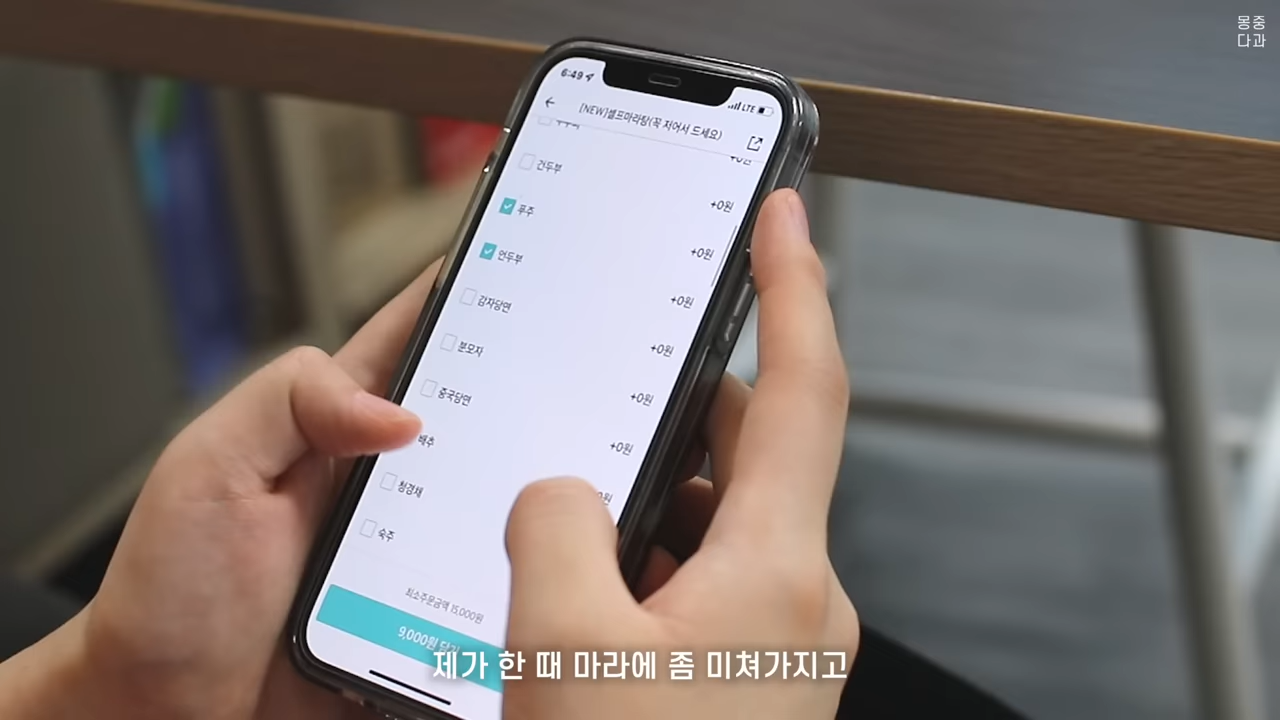 몽중
다과
6:49
LTE
[NEW]셀프마라탕(꼭 저어서 드세요)
+0원
건두부
+0원
푸주
+0원
연두부
+0원
감자당면
+0원
분모자
+0원
중국당면
+0원
배추
청경채
숙주
최소주문금액 15,000원
9,000원 담기
제가 한 때 마라에 좀 미쳐가지고